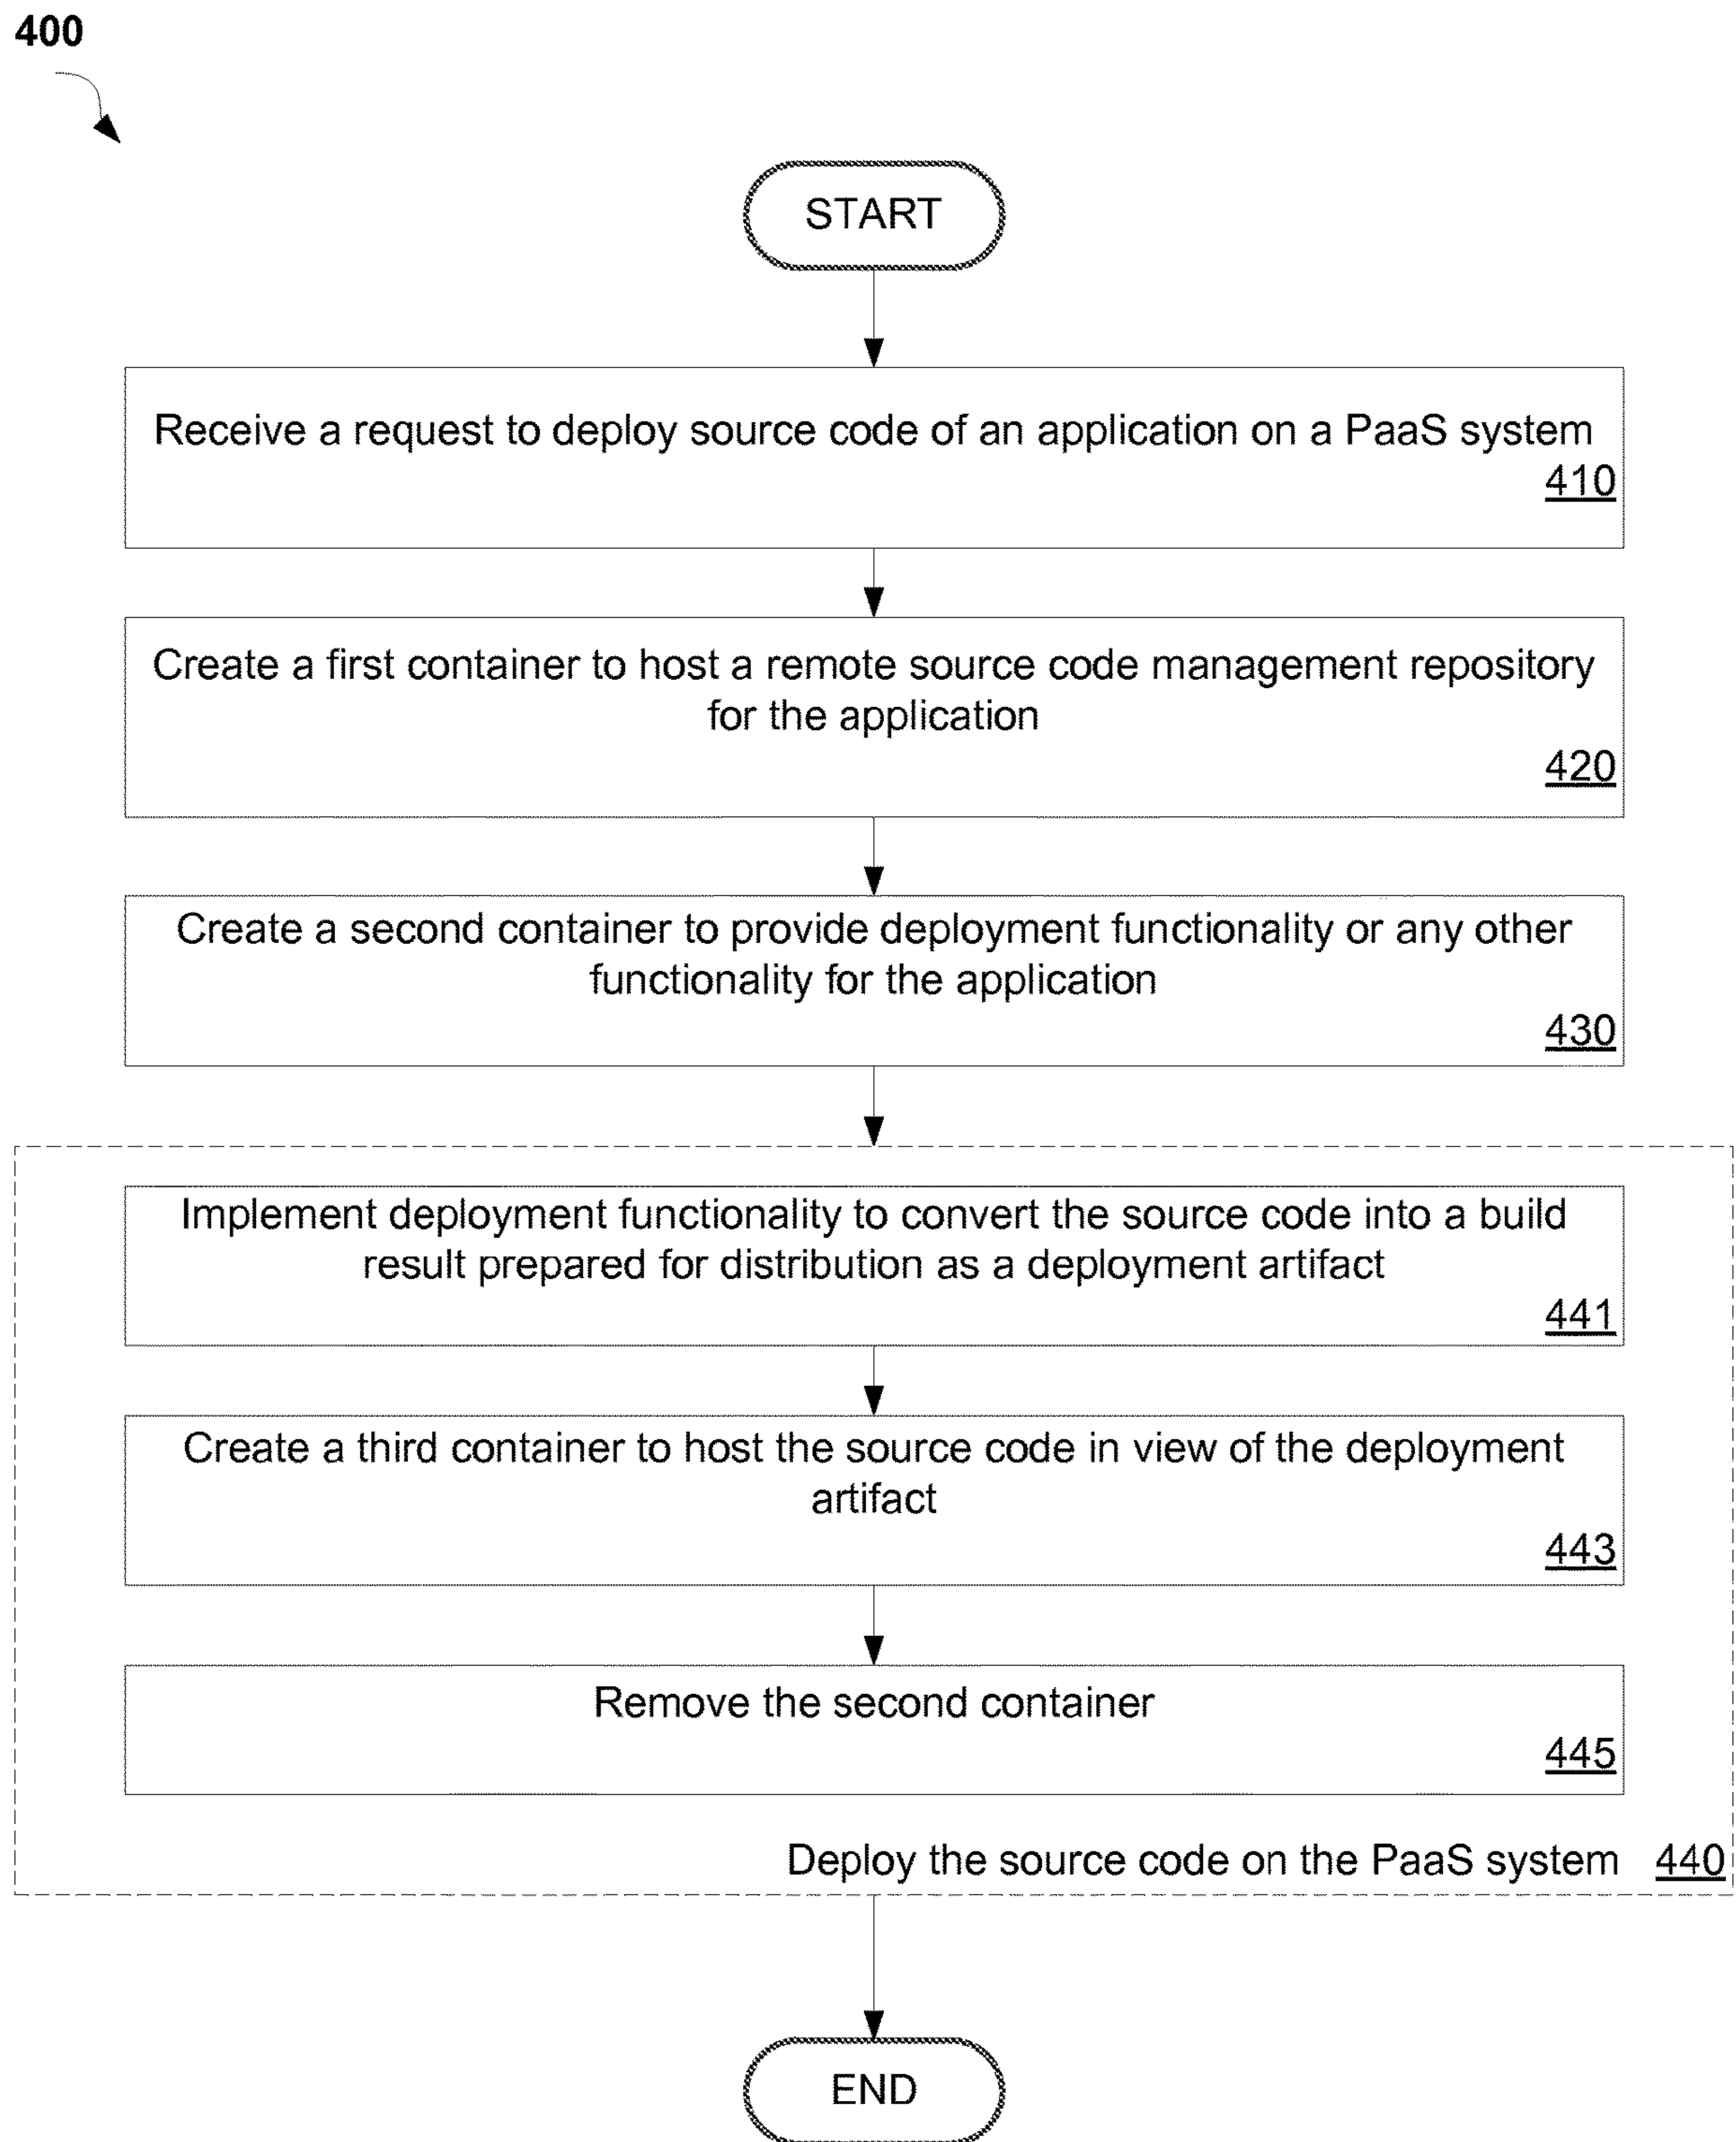 400
START
Receive a request to deploy source code of an application on a PaaS system
410
Create a first container to host a remote source code management repository
for the application
420
Create a second container to provide deployment functionality or any other
functionality for the application
430
Implement deployment functionality to convert the source code into a build
result prepared for distribution as a deployment artifact
441
Create a third container to host the source code in view of the deployment
artifact
443
Remove the second container
445
Deploy the source code on the PaaS system 440
END